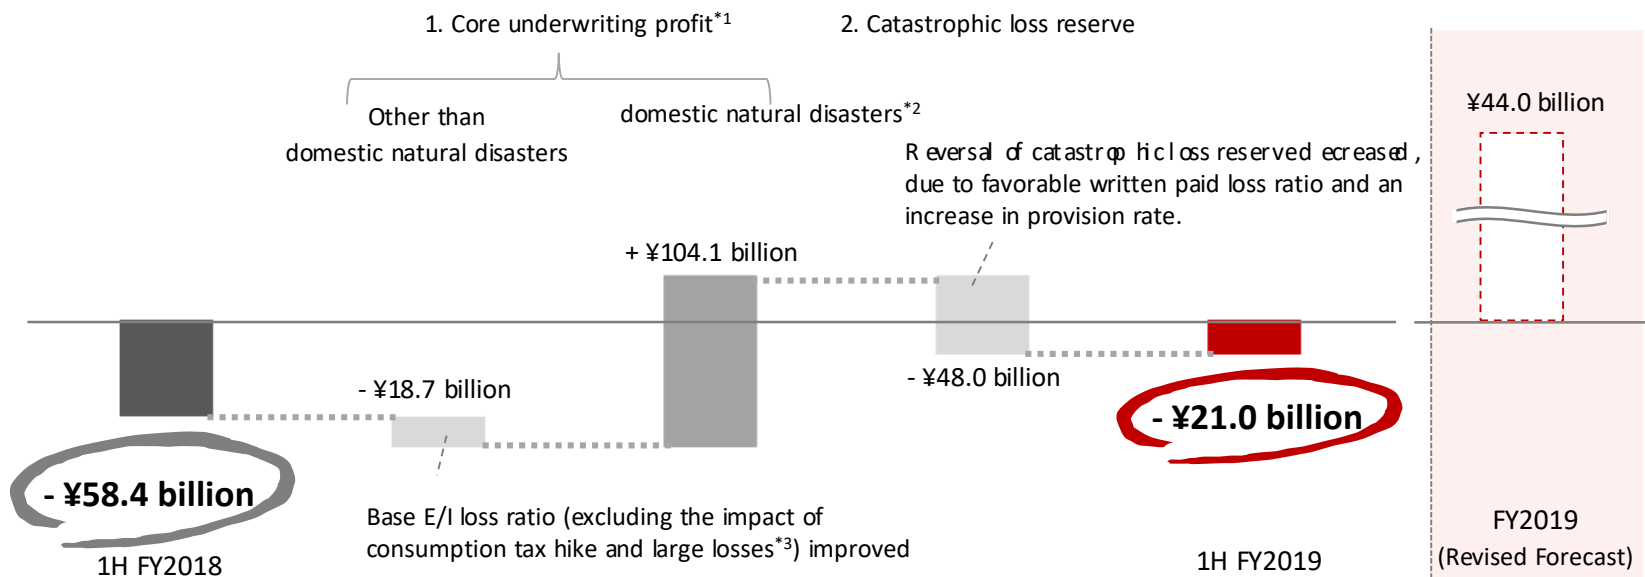 1. Core underwriting profit*1
2. Catastrophic loss reserve
Other than
domestic natural disasters
domestic natural disasters*2
Reversal of catastrophic loss reserve decreased,
due to favorable written paid loss ratio and an
increase in provision rate.
¥44.0 billion
+ ¥104.1 billion
- ¥18.7 billion
- ¥48.0 billion
- ¥21.0 billion
- ¥58.4 billion
Base E/I loss ratio (excluding the impact of
consumption tax hike and large losses*3) improved
1H FY2018
1H FY2019
FY2019
(Revised Forecast)